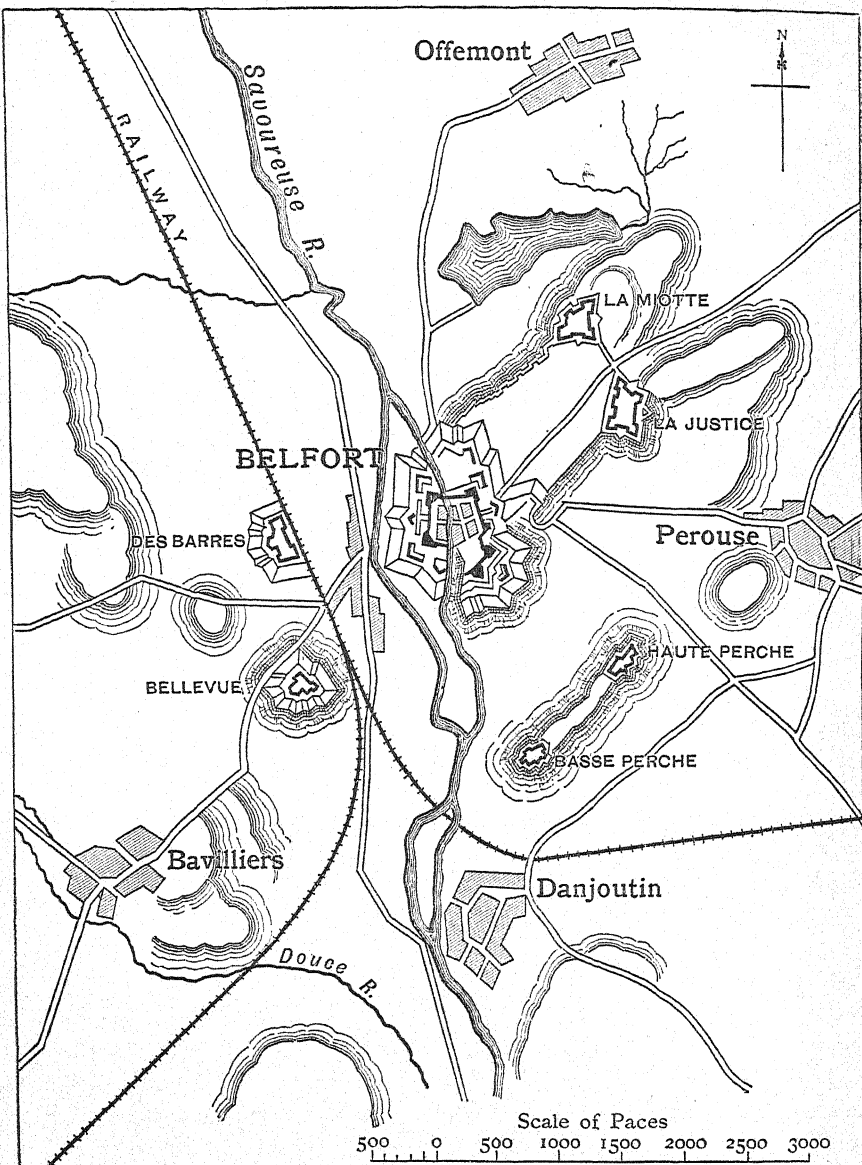 Offemont
N
Savoureuse R.
RAILWAY
LA MIOTTE
LA JUSTICE
BELFORT
DES BARRES
Perouse
HAUTE PERCHE
BELLEVUE
BASSE PERCHE
Bavilliers
Danjoutin
Douce R.
Scale of Paces
500 0 500 1000 1500 2000 2500 3000